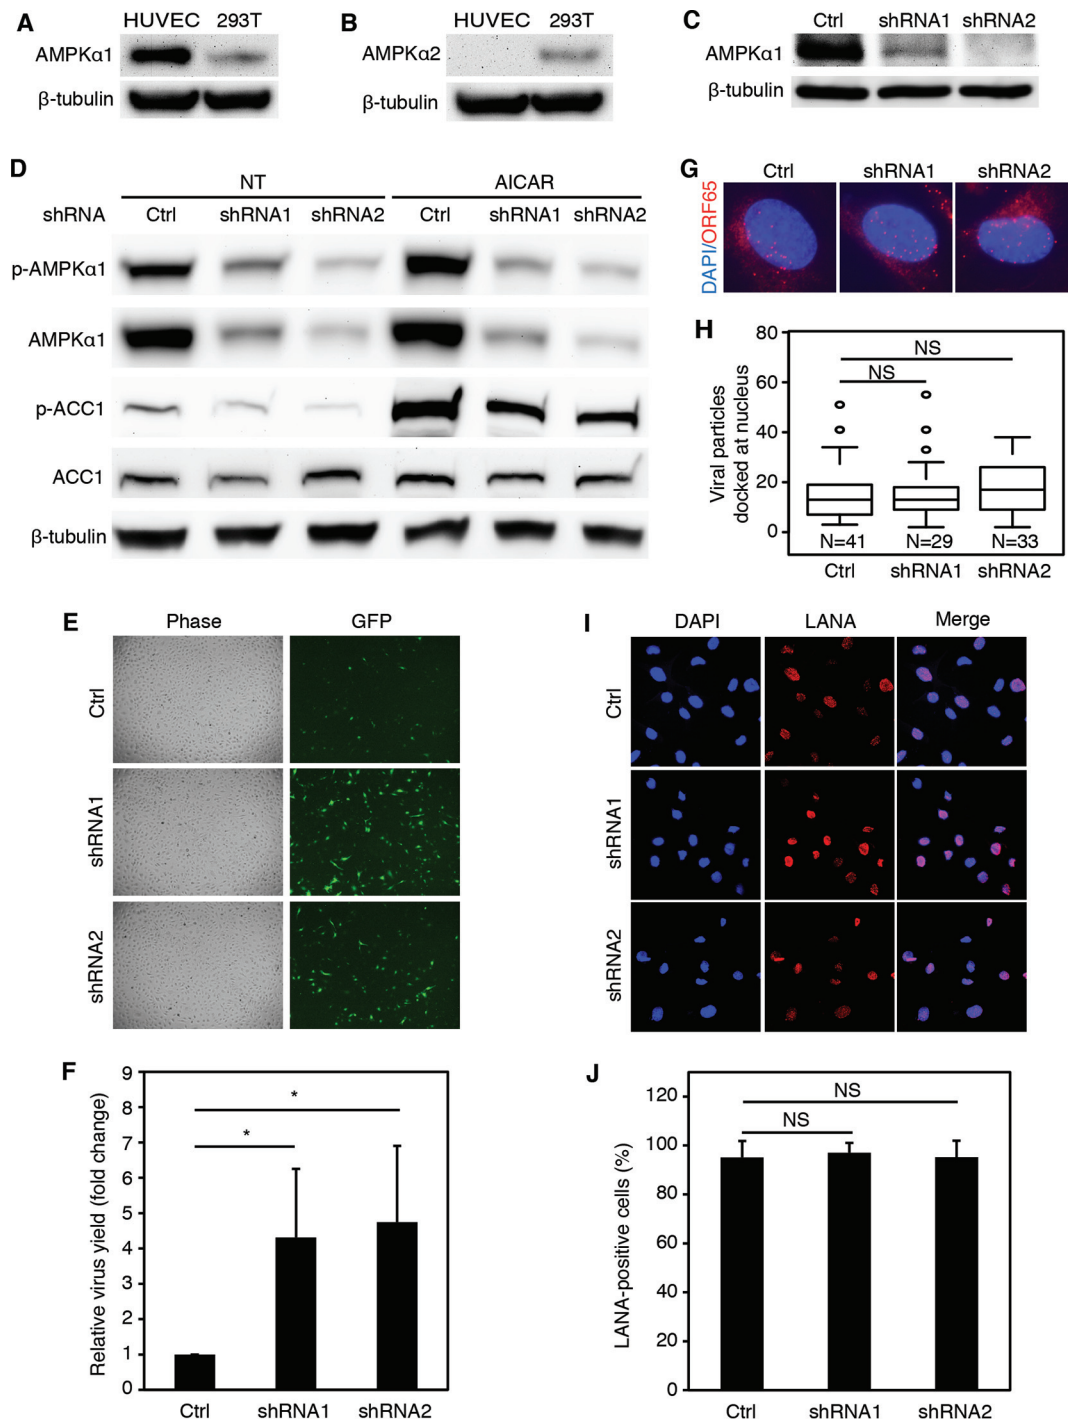 A
HUVEC 293T
AMPKα1
β-tubulin
B
HUVEC 293T
AMPKα2
β-tubulin
C
Ctrl shRNA1 shRNA2
AMPKα1
β-tubulin
D
NT AICAR
shRNA Ctrl shRNA1 shRNA2 Ctrl shRNA1 shRNA2
p-AMPKα1
AMPKα1
p-ACC1
ACC1
β-tubulin
G
Ctrl shRNA1 shRNA2
DAPI/ORF65
H
Viral particles
docked at nucleus
80
60
40
20
0
NS
NS
N=41 N=29 N=33
Ctrl shRNA1 shRNA2
E
Phase GFP
Ctrl
shRNA1
shRNA2
I
DAPI LANA Merge
Ctrl
shRNA1
shRNA2
F
Relative virus yield (fold change)
9
8
7
6
5
4
3
2
1
0
*
*
Ctrl shRNA1 shRNA2
J
LANA-positive cells (%)
120
100
80
60
40
20
0
NS
NS
Ctrl shRNA1 shRNA2